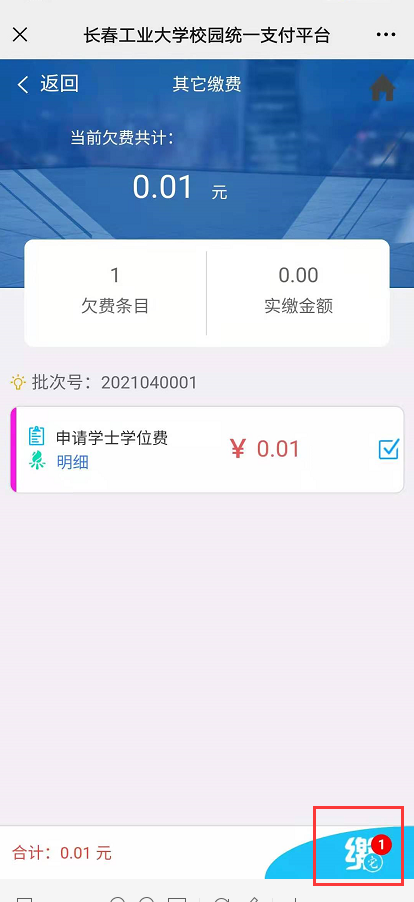 长春工业大学校园统一支付平台
返回
其它缴费
当前欠费共计：
0.01 元
1
欠费条目
0.00
实缴金额
批次号：2021040001
申请学士学位费
明细
¥ 0.01
合计：0.01 元
缴
它
1